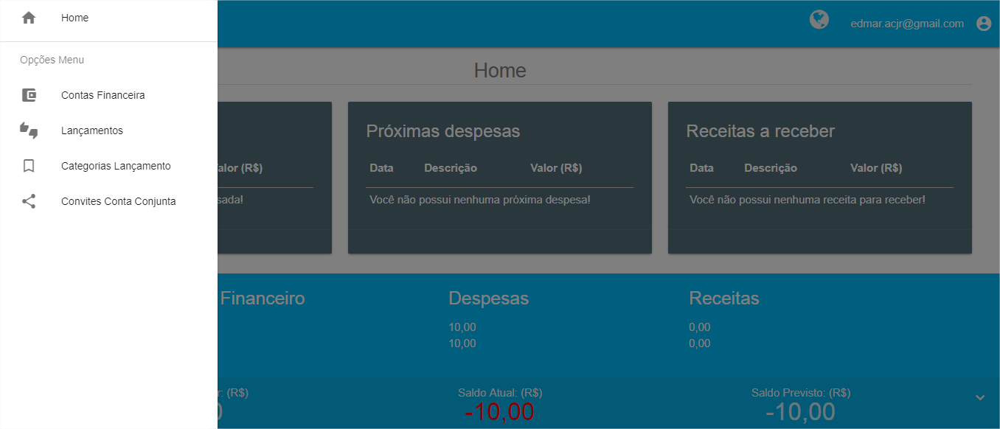 Home
Opções Menu
Contas Financeira
Lançamentos
Categorias Lançamento
Convites Conta Conjunta
edmar.acjr@gmail.com
Home
(R$)
Próximas despesas
Data Descrição Valor (R$)
Você não possui nenhuma próxima despesa!
Receitas a receber
Data Descrição Valor (R$)
Você não possui nenhuma receita para receber!
Financeiro
Despesas
Receitas
10,00
0,00
10,00
0,00
(R$)
Saldo Atual: (R$)
Saldo Previsto: (R$)
-10,00
-10,00